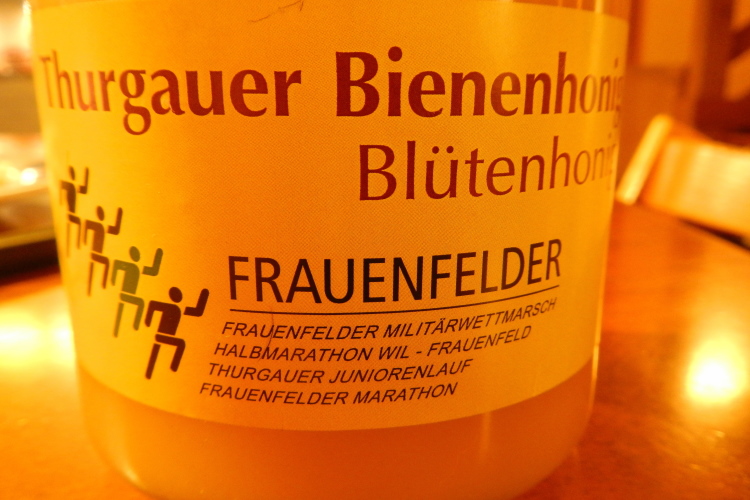 Thurgauer Bienenhonig
Blütenhonig
FRAUENFELDER
FRAUENFELDER MILITÄRWETTMARSCH
HALBMARATHON WIL - FRAUENFELD
THURGAUER JUNIORENLAUF
FRAUENFELDER MARATHON